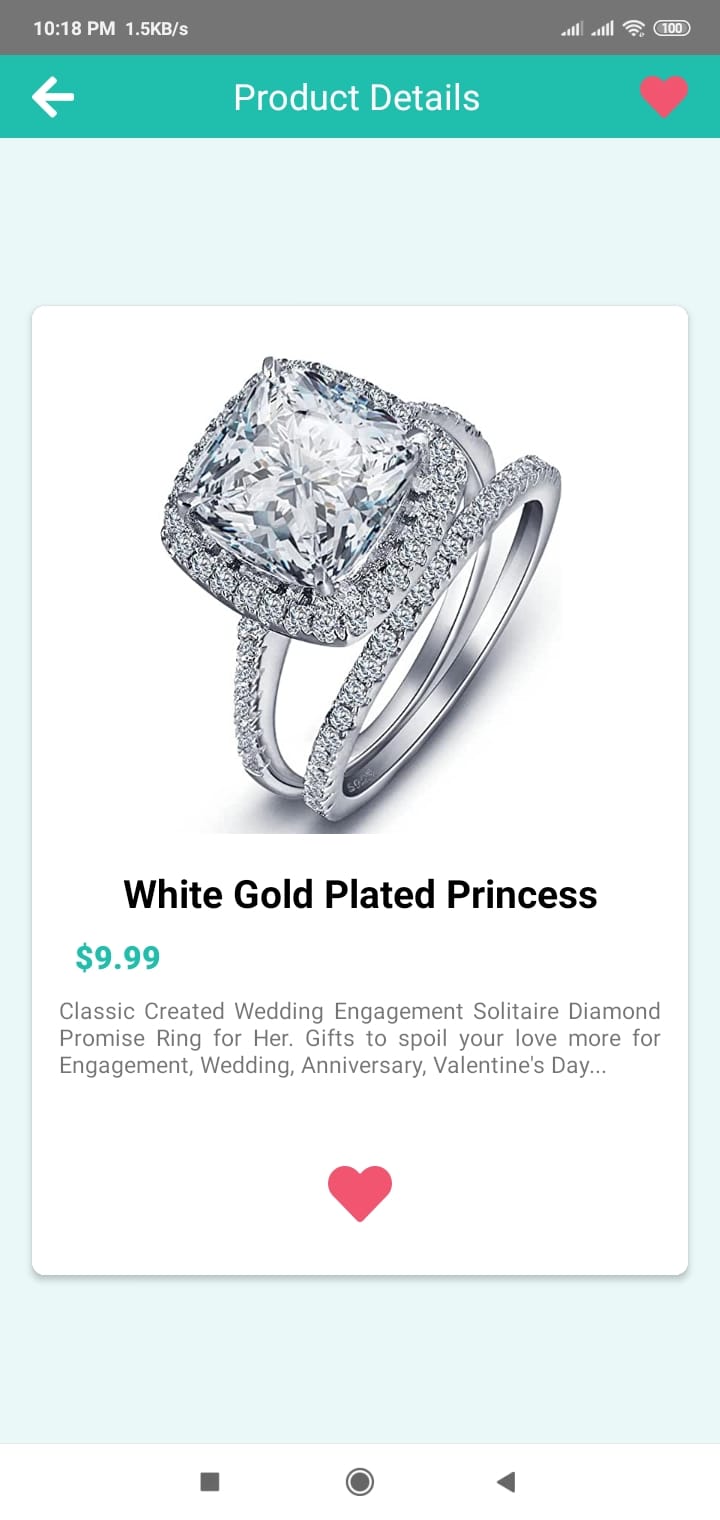 10:18 PM 1.5KB/s
100
Product Details
White Gold Plated Princess
$9.99
Classic Created Wedding Engagement Solitaire Diamond
Promise Ring for Her. Gifts to spoil your love more for
Engagement, Wedding, Anniversary, Valentine's Day...